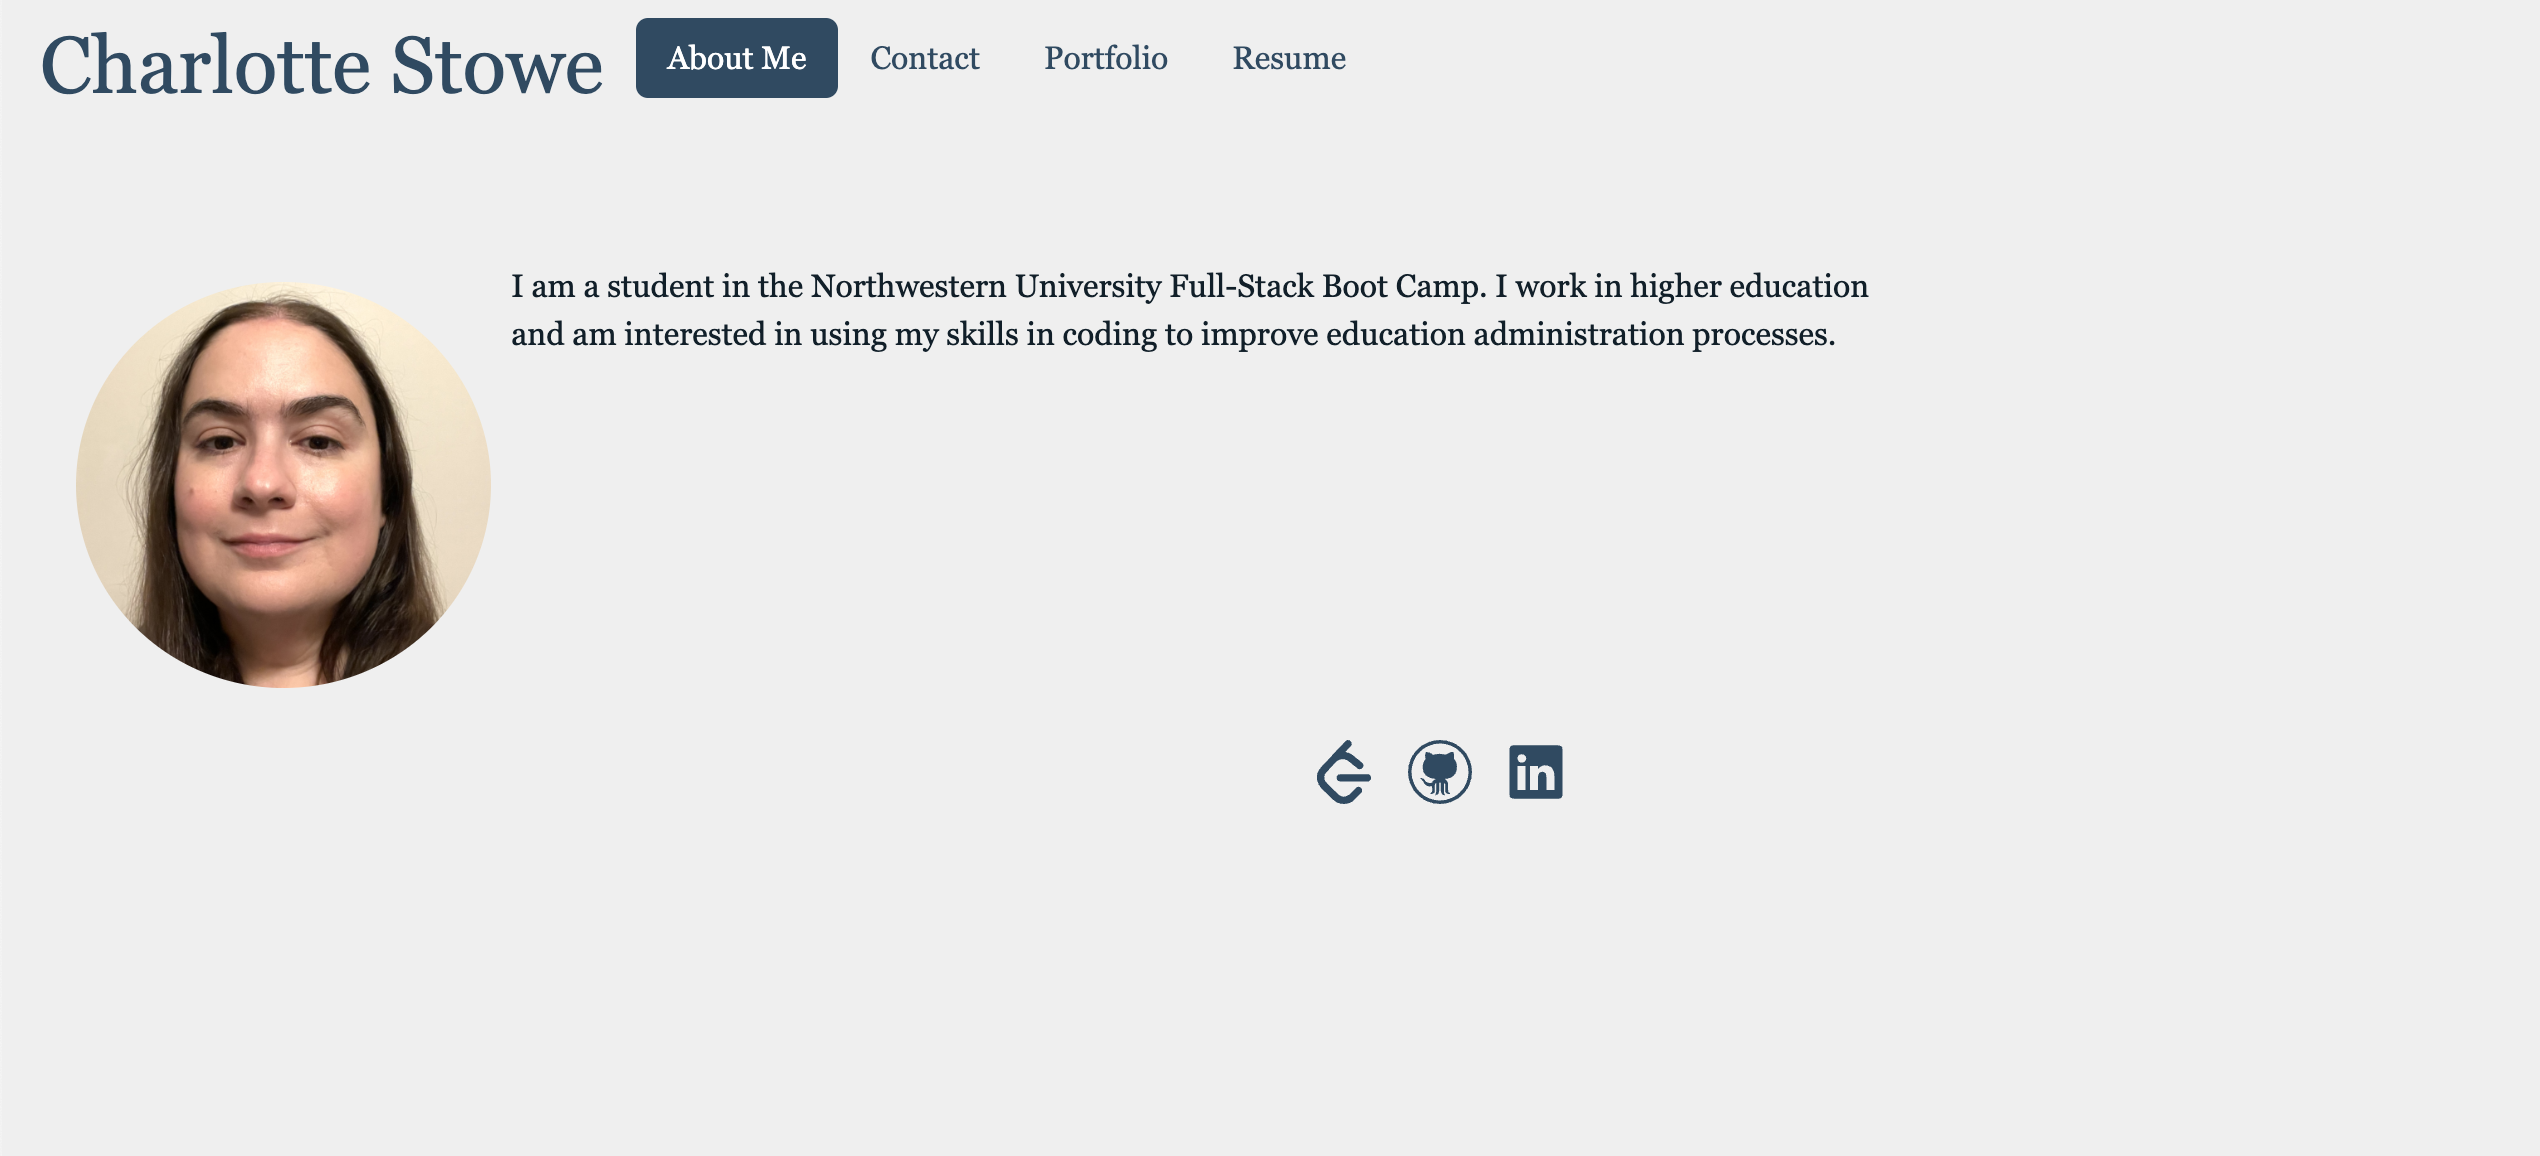 Charlotte Stowe
About Me
Contact
Portfolio
Resume
I am a student in the Northwestern University Full-Stack Boot Camp. I work in higher education
and am interested in using my skills in coding to improve education administration processes.
in